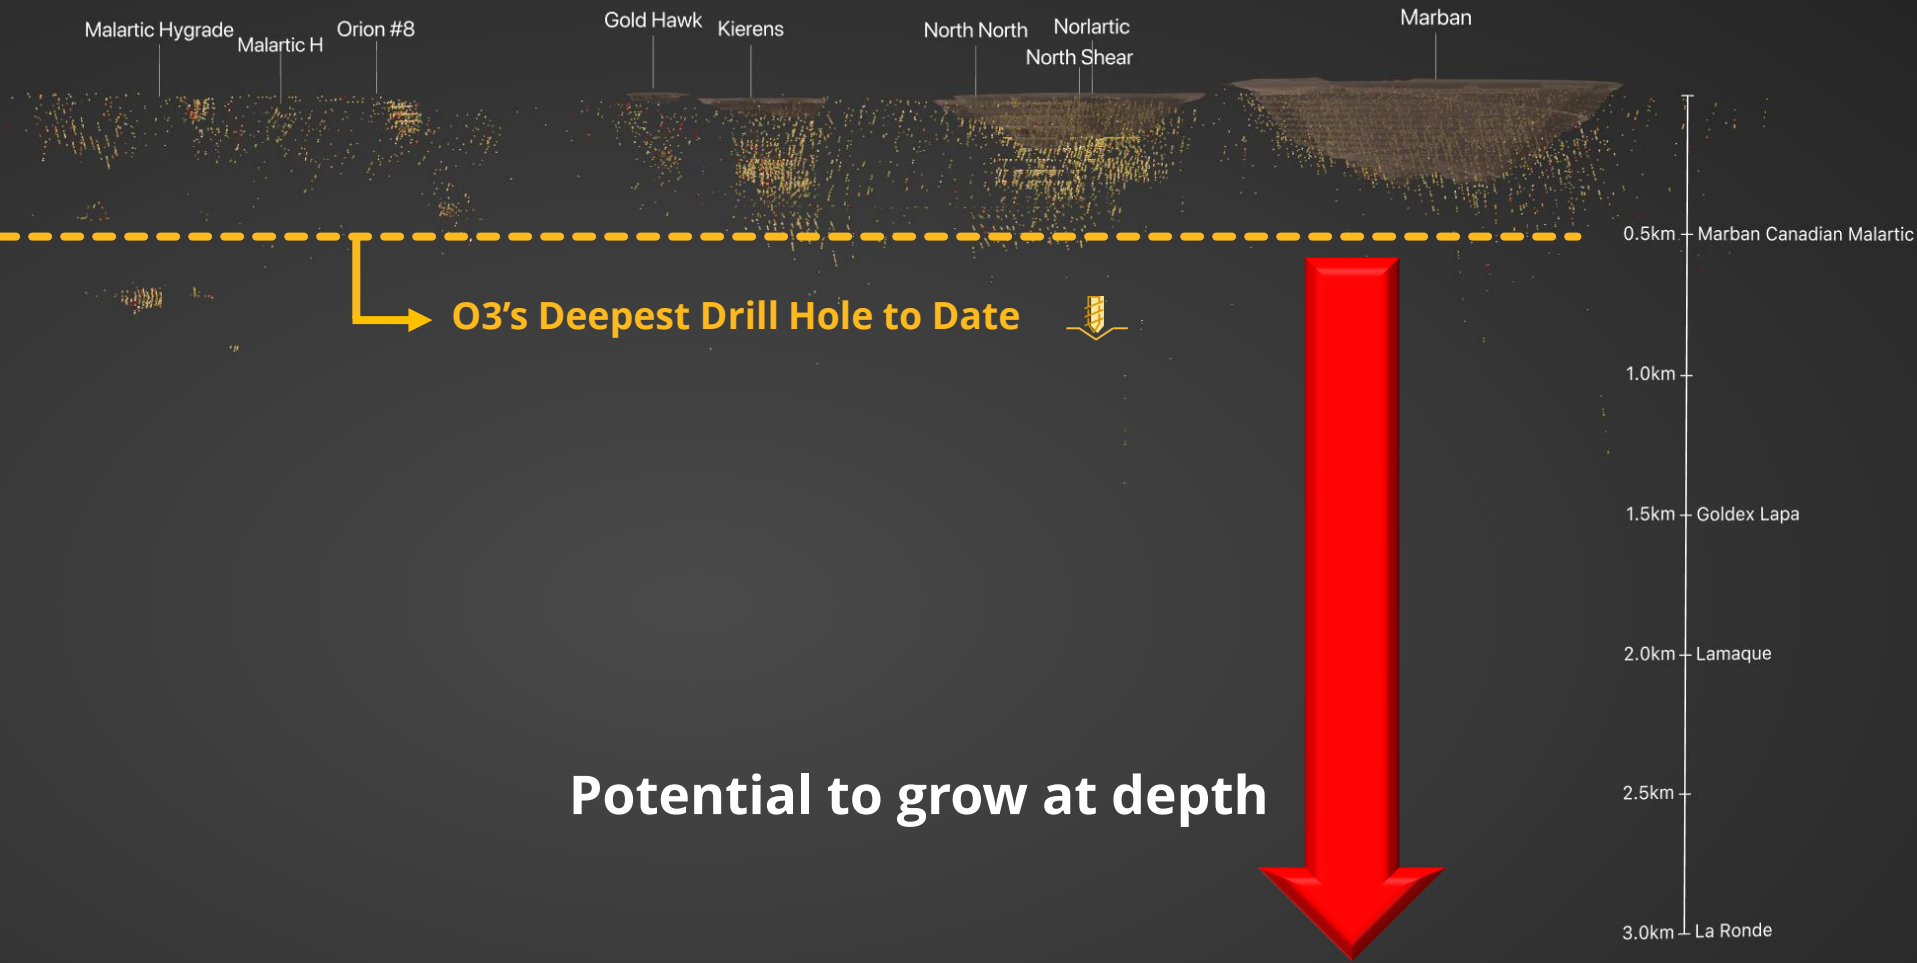 Malartic Hygrade
Malartic H
Orion #8
Gold Hawk
Kierens
North North
Norlartic
North Shear
Marban
0.5km
Marban Canadian Malartic
O3’s Deepest Drill Hole to Date
1.0km
1.5km
Goldex Lapa
2.0km
Lamaque
Potential to grow at depth
2.5km
3.0km
La Ronde